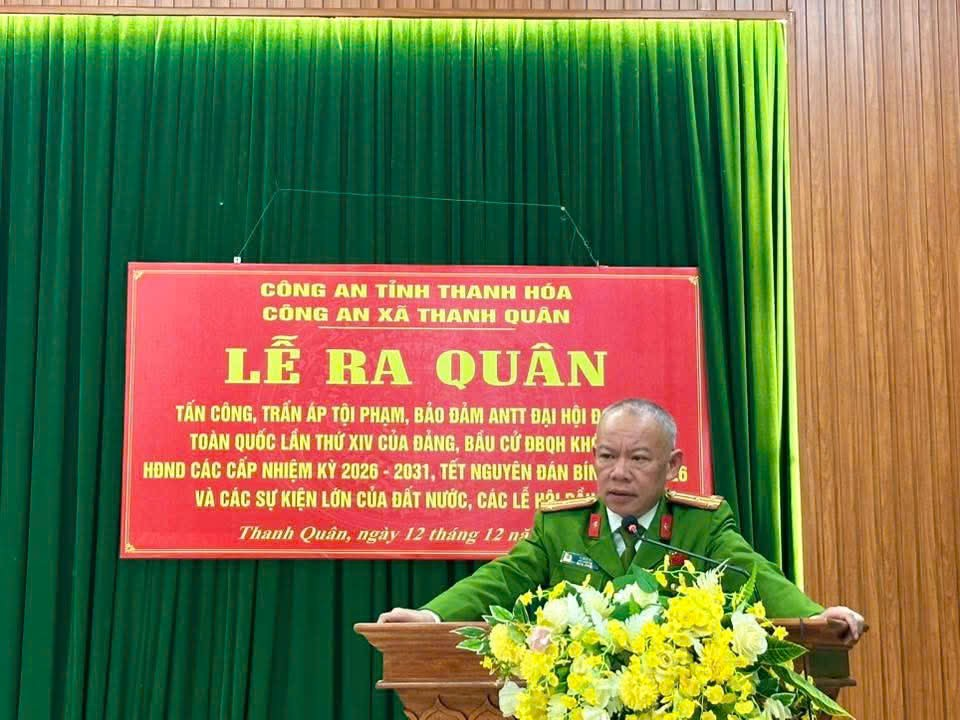 CÔNG AN TỈNH THANH HÓA
CÔNG AN XÃ THANH QUÂN
LỄ RA QUÂN
TẤN CÔNG, TRẤN ÁP TỘI PHẠM, BẢO ĐẢM ANTT ĐẠI HỘI
TOÀN QUỐC LẦN THỨ XIV CỦA ĐẢNG, BẦU CỬ ĐBQH
HĐND CÁC CẤP NHIỆM KỲ 2026 - 2031, TẾT NGUYÊN ĐÁN
VÀ CÁC SỰ KIỆN LỚN CỦA ĐẤT NƯỚC, CÁC LỄ HỘI
Thanh Quân, ngày 12 tháng 12